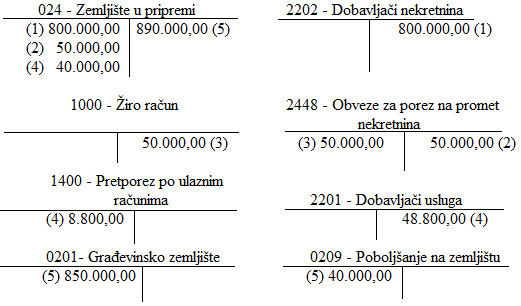 024 - Zemljište u pripremi
(1) 800.000,00 890.000,00 (5)
(2) 50.000,00
(4) 40.000,00
2202 - Dobavljači nekretnina
800.000,00 (1)
1000 - Žiro račun
50.000,00 (3)
2448 - Obveze za porez na promet
nekretnina
(3) 50.000,00 50.000,00 (2)
1400 - Pretporez po ulaznim
računima
(4) 8.800,00
2201 - Dobavljači usluga
48.800,00 (4)
0201- Građevinsko zemljište
(5) 850.000,00
0209 - Poboljšanje na zemljištu
(5) 40.000,00